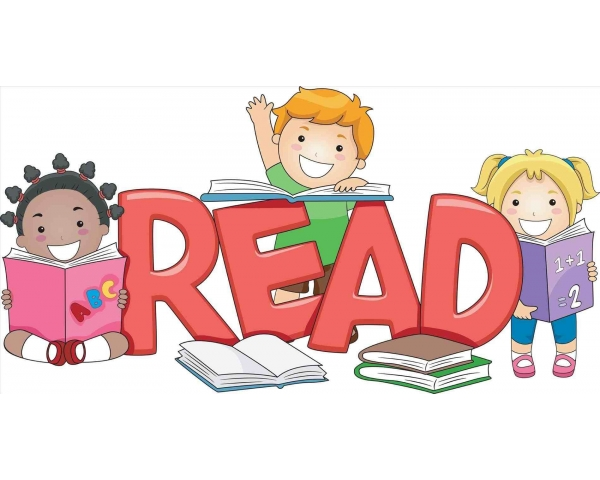 READ
ABC
1+1
=2